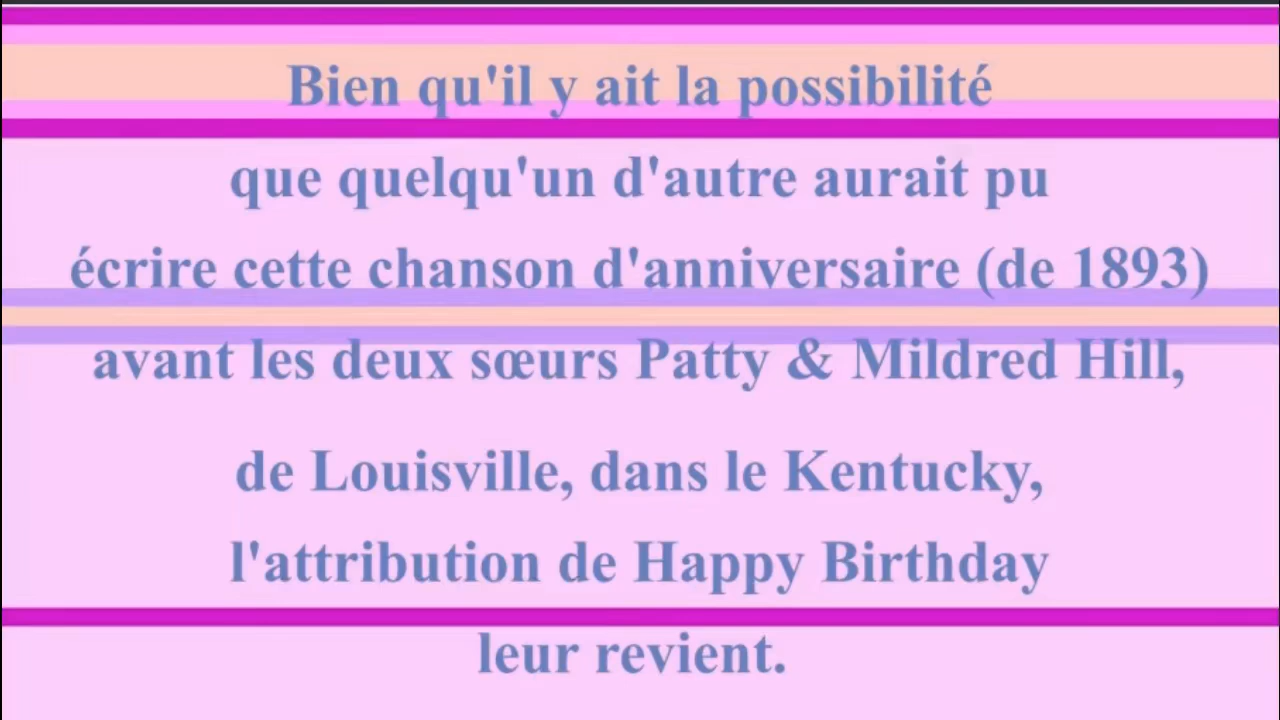 Bien qu'il y ait la possibilité
que quelqu'un d'autre aurait pu
écrire cette chanson d'anniversaire (de 1893)
avant les deux sœurs Patty & Mildred Hill,
de Louisville, dans le Kentucky,
l'attribution de Happy Birthday
leur revient.